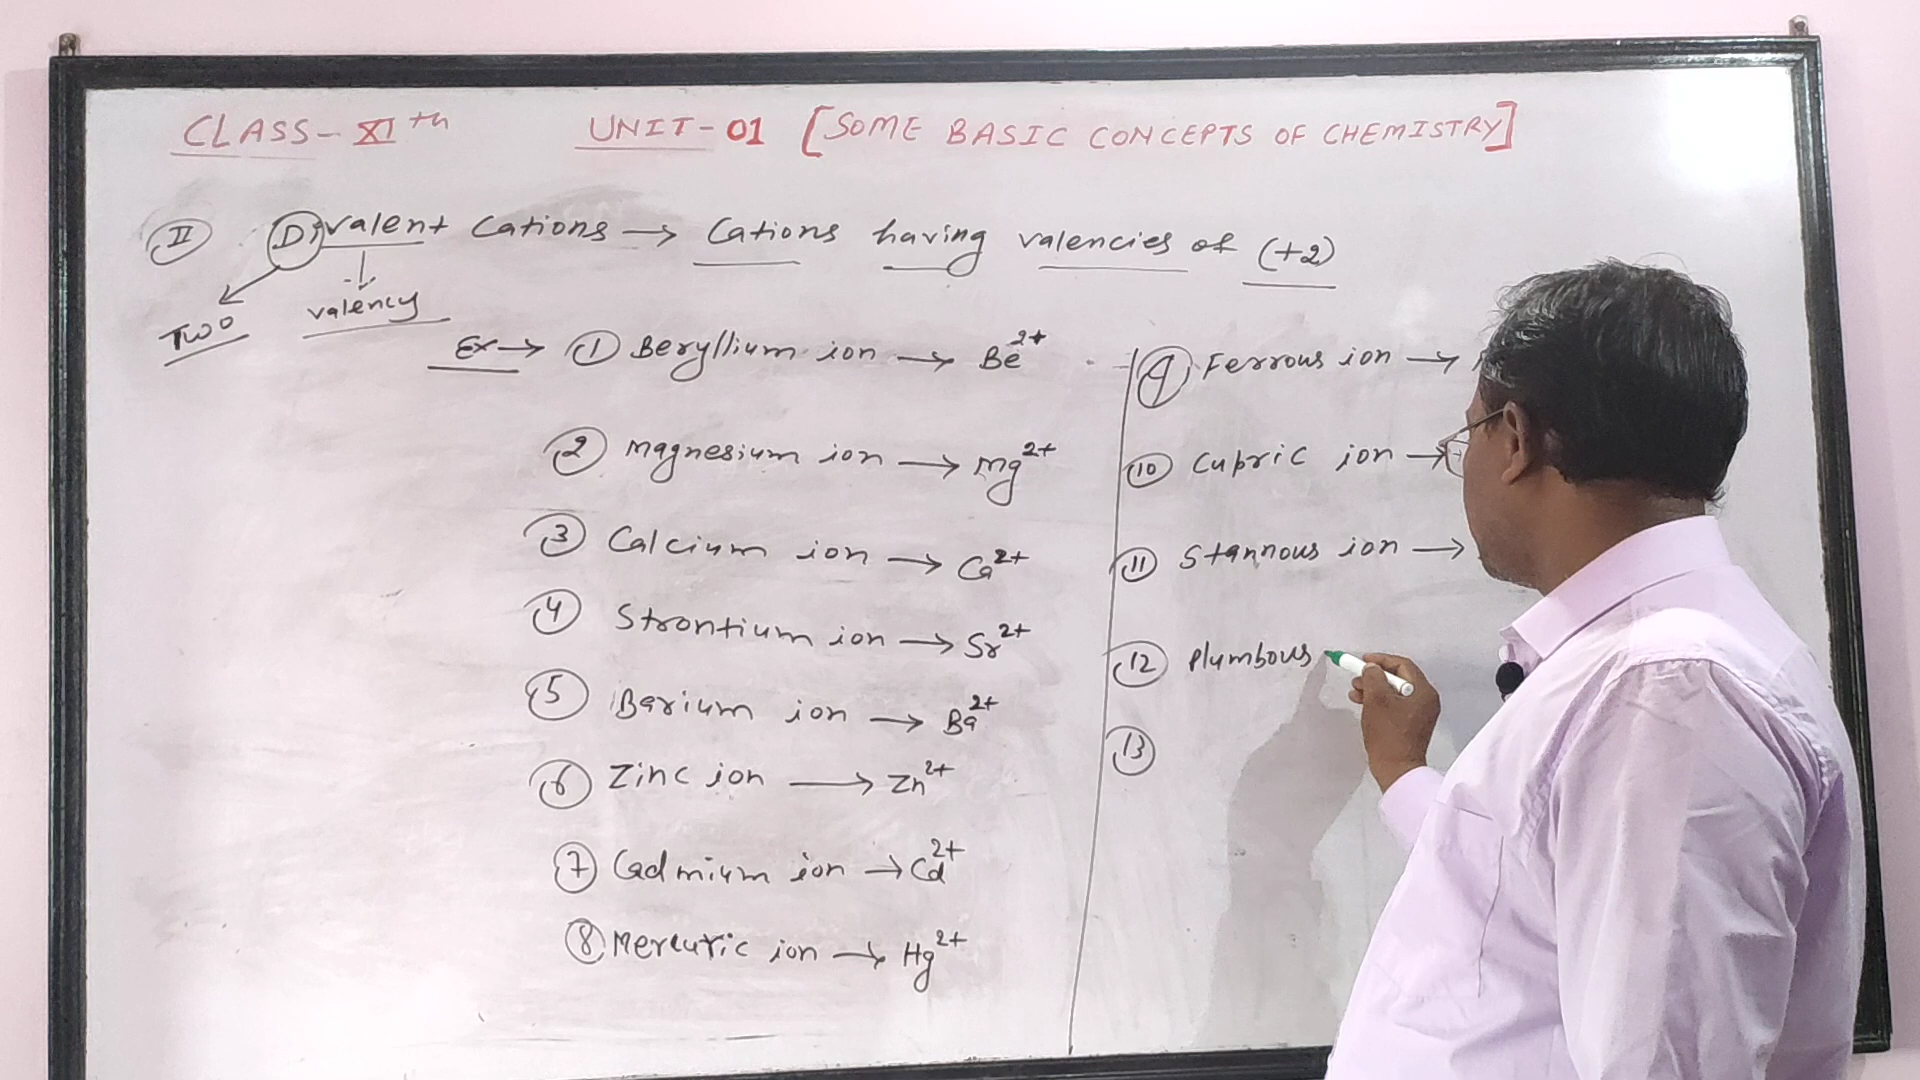 CLASS-XIth UNIT-01 [SOME BASIC CONCEPTS OF CHEMISTRY]
II Divalent Cations → Cations having valencies of (+2)
Two
valency
Ex → 1 Beryllium ion → Be2+
2 Magnesium ion → Mg2+
3 Calcium ion → Ca2+
4 Strontium ion → Sr2+
5 Barium ion → Ba2+
6 Zinc ion → Zn2+
7 Cadmium ion → Cd2+
8 Mercuric ion → Hg2+
9 Ferrous ion →
10 Cupric ion →
11 Stannous ion →
12 Plumbous
13